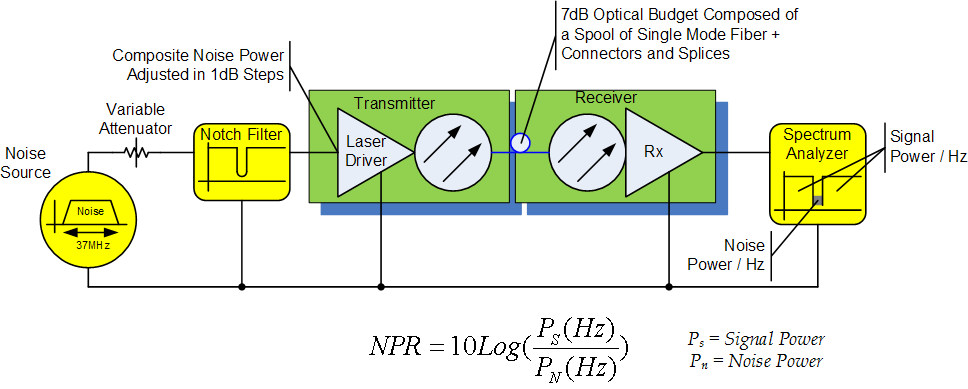 7dB Optical Budget Composed of
a Spool of Single Mode Fiber +
Connectors and Splices
Composite Noise Power
Adjusted in 1dB Steps
Variable
Attenuator
Transmitter
Receiver
Noise
Source
Notch Filter
Laser
Driver
Rx
Spectrum
Analyzer
Signal
Power / Hz
Noise
37MHz
Noise
Power / Hz
NPR = 10Log(P_S(Hz)/P_N(Hz))
P_s = Signal Power
P_n = Noise Power